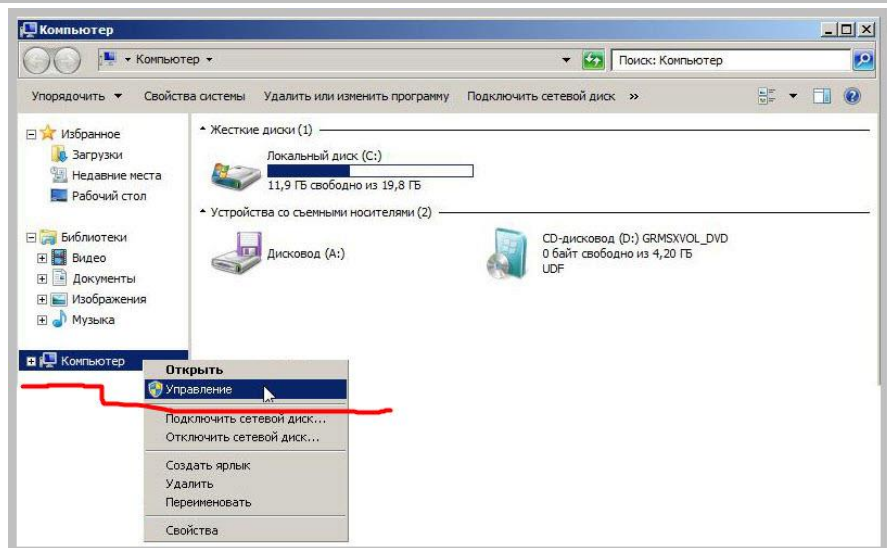 Компьютер
Компьютер
Поиск: Компьютер
Упорядочить Свойства системы Удалить или изменить программу Подключить сетевой диск »
Избранное
Загрузки
Недавние места
Рабочий стол
Библиотеки
Видео
Документы
Изображения
Музыка
Компьютер
Жесткие диски (1)
Локальный диск (C:)
11,9 ГБ свободно из 19,8 ГБ
Устройства со съемными носителями (2)
Дисковод (A:)
CD-дисковод (D:) GRMSXVOL_DVD
0 байт свободно из 4,20 ГБ
UDF
Открыть
Управление
Подключить сетевой диск...
Отключить сетевой диск...
Создать ярлык
Удалить
Переименовать
Свойства